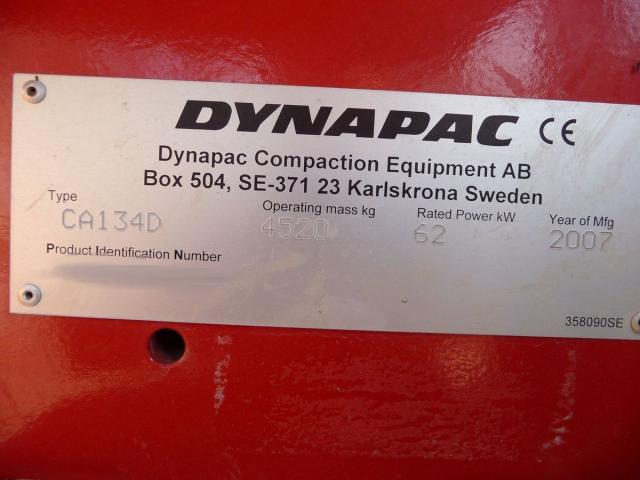 DYNAPAC CE
Dynapac Compaction Equipment AB
Box 504, SE-371 23 Karlskrona Sweden
Type Operating mass kg Rated Power kW Year of Mfg
CA134D 4520 62 2007
Product Identification Number
358090SE